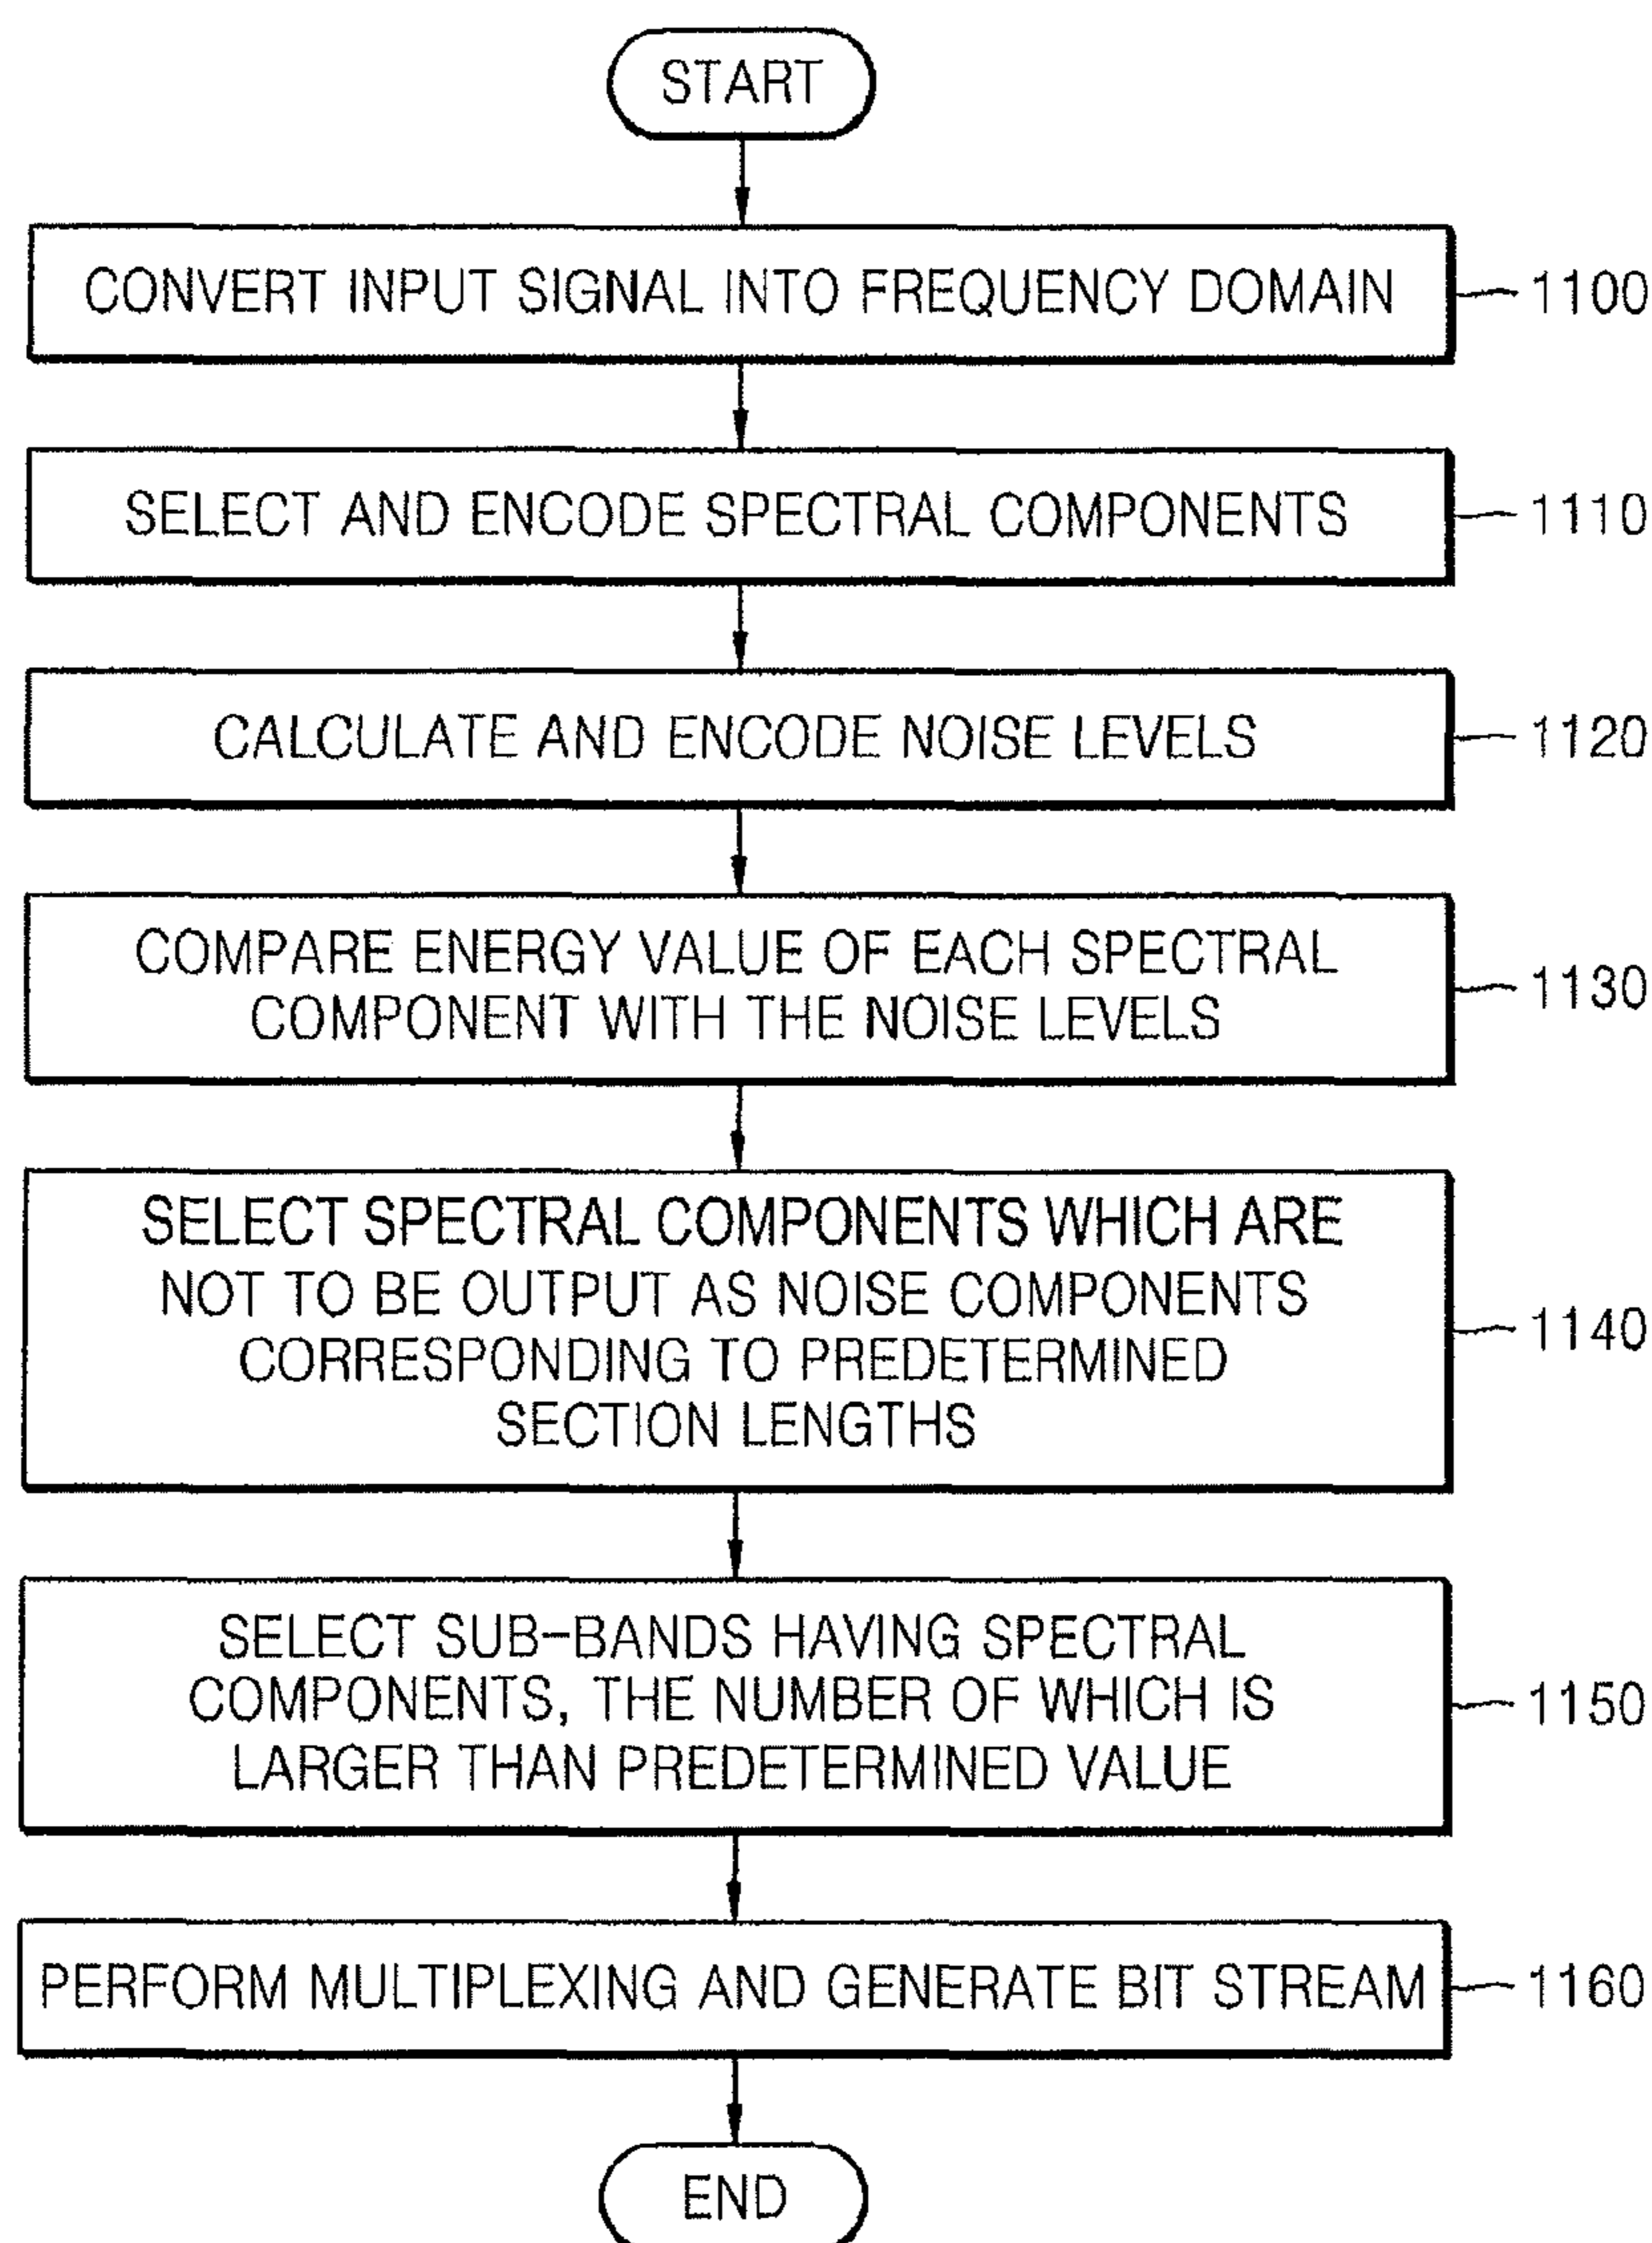 START
CONVERT INPUT SIGNAL INTO FREQUENCY DOMAIN
1100
SELECT AND ENCODE SPECTRAL COMPONENTS
1110
CALCULATE AND ENCODE NOISE LEVELS
1120
COMPARE ENERGY VALUE OF EACH SPECTRAL
COMPONENT WITH THE NOISE LEVELS
1130
SELECT SPECTRAL COMPONENTS WHICH ARE
NOT TO BE OUTPUT AS NOISE COMPONENTS
CORRESPONDING TO PREDETERMINED
SECTION LENGTHS
1140
SELECT SUB-BANDS HAVING SPECTRAL
COMPONENTS, THE NUMBER OF WHICH IS
LARGER THAN PREDETERMINED VALUE
1150
PERFORM MULTIPLEXING AND GENERATE BIT STREAM
1160
END